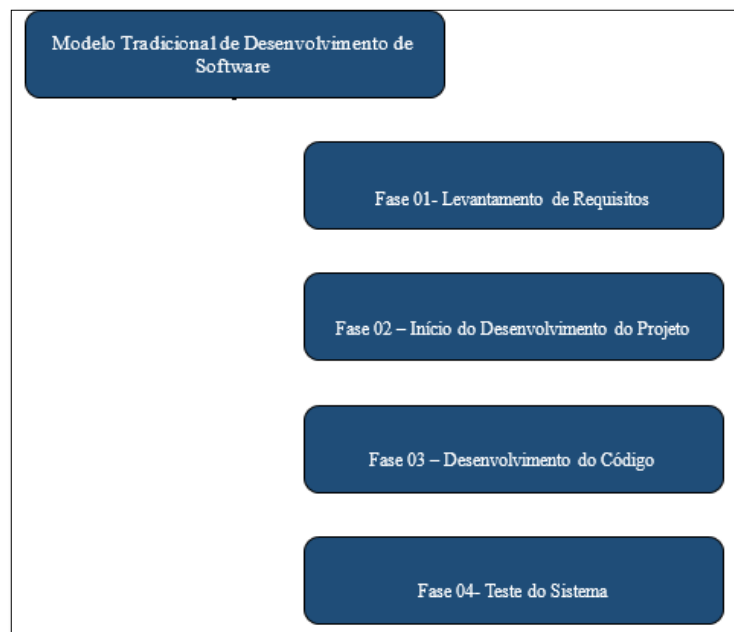 Modelo Tradicional de Desenvolvimento de
Software
Fase 01- Levantamento de Requisitos
Fase 02 – Início do Desenvolvimento do Projeto
Fase 03 – Desenvolvimento do Código
Fase 04- Teste do Sistema